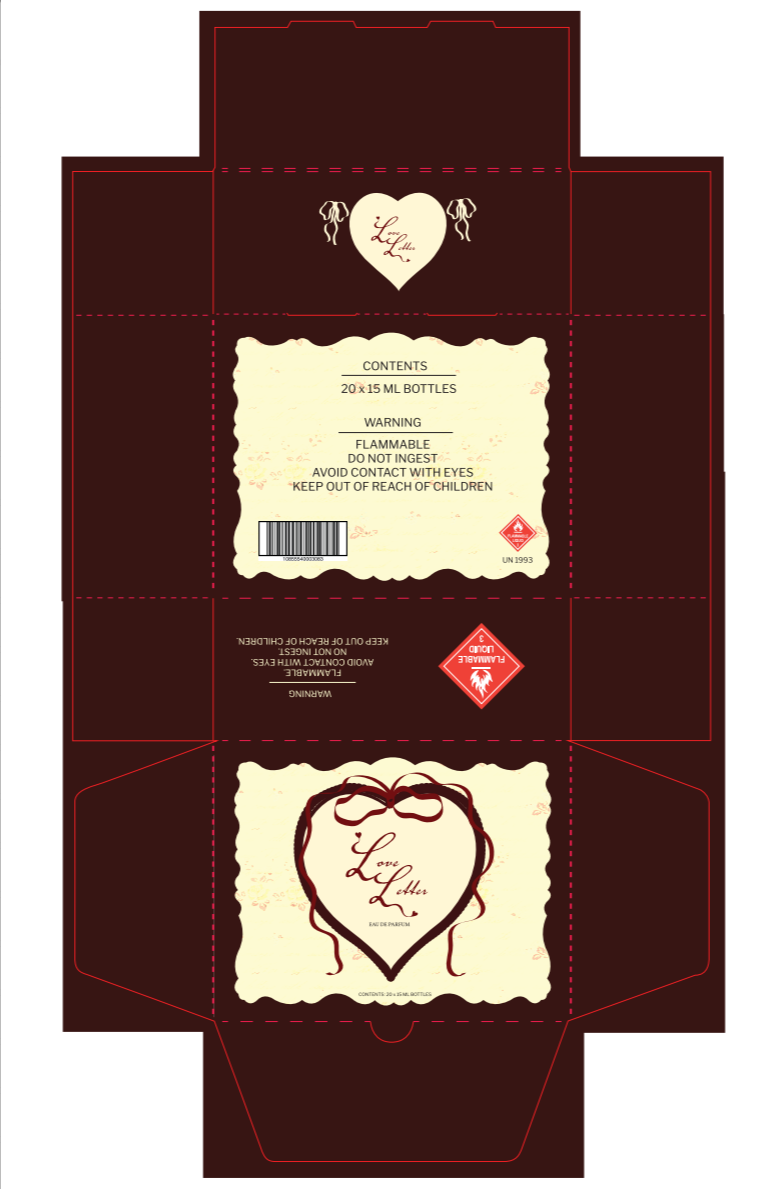 Love
Letter
CONTENTS
20 x 15 ML BOTTLES
WARNING
FLAMMABLE
DO NOT INGEST
AVOID CONTACT WITH EYES
KEEP OUT OF REACH OF CHILDREN
FLAMMABLE
LIQUID
UN 1993
WARNING
FLAMMABLE.
AVOID CONTACT WITH EYES.
NO NOT INGEST.
KEEP OUT OF REACH OF CHILDREN.
FLAMMABLE
Liquid
3
Love
Letter
EAU DE PARFUM
CONTENTS: 20 x 15 ML BOTTLES